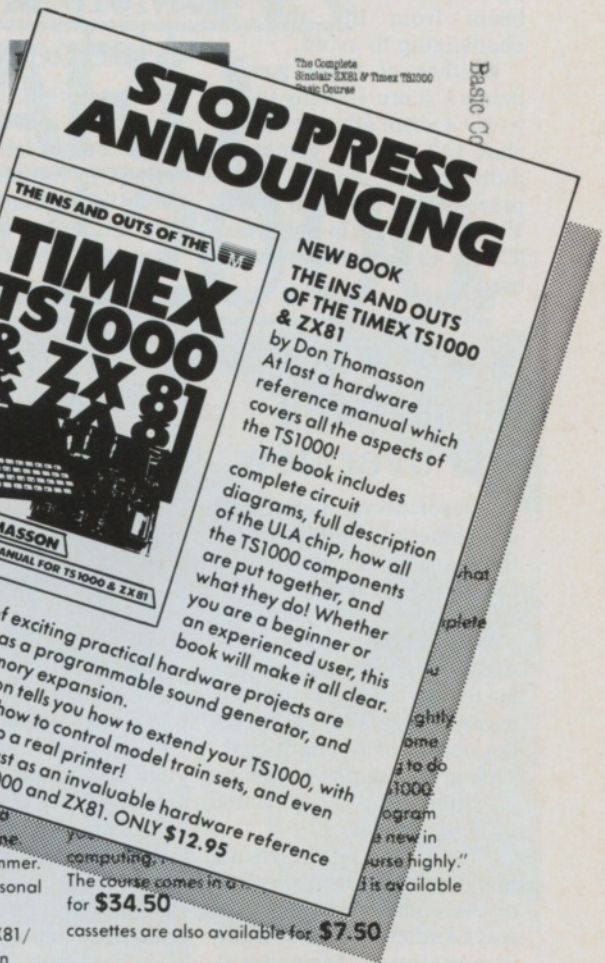 The Complete
Sinclair ZX81 & Timex TS1000
Basic Course
Basic Co
STOP PRESS
ANNOUNCING
THE INS AND OUTS OF THE
TIMEX
TS1000
& ZX 81
MASSON
MANUAL FOR TS1000 & ZX81
NEW BOOK
THE INS AND OUTS
OF THE TIMEX TS1000
& ZX81
by Don Thomasson
At last a hardware
reference manual which
covers all the aspects of
the TS1000!
The book includes
complete circuit
diagrams, full description
of the ULA chip, how all
the TS1000 components
are put together, and
what they do! Whether
you are a beginner or
an experienced user, this
book will make it all clear.
of exciting practical hardware projects are
as a programmable sound generator, and
mory expansion.
on tells you how to extend your TS1000, with
how to control model train sets, and even
o a real printer!
st as an invaluable hardware reference
000 and ZX81. ONLY $12.95
hat
plete
u
ghtly.
ome
g to do
1000.
ogram
e new in
computing,
urse highly."
The course comes in a
d is available
for $34.50
cassettes are also available for $7.50
me.
mmer.
sonal
X81/
n